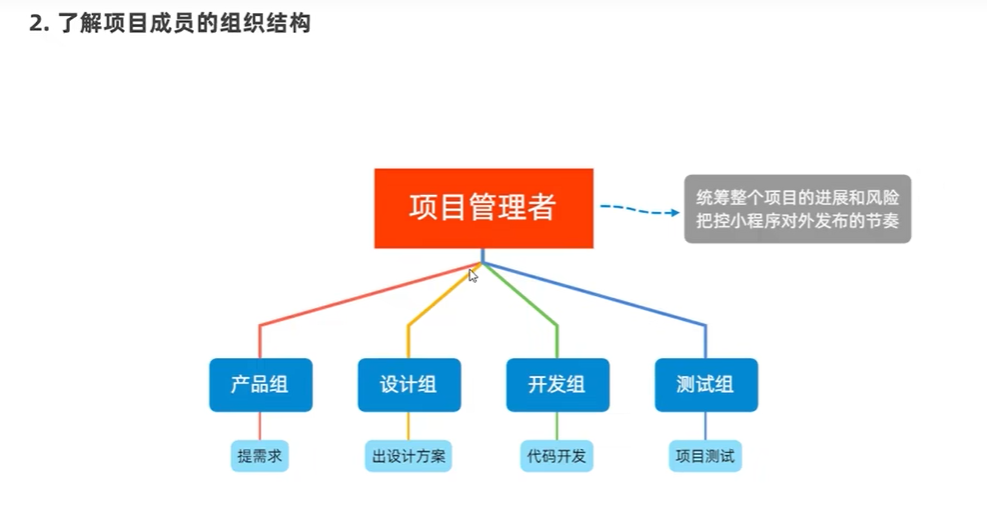 2. 了解项目成员的组织结构
项目管理者
统筹整个项目的进展和风险
把控小程序对外发布的节奏
产品组
设计组
开发组
测试组
提需求
出设计方案
代码开发
项目测试